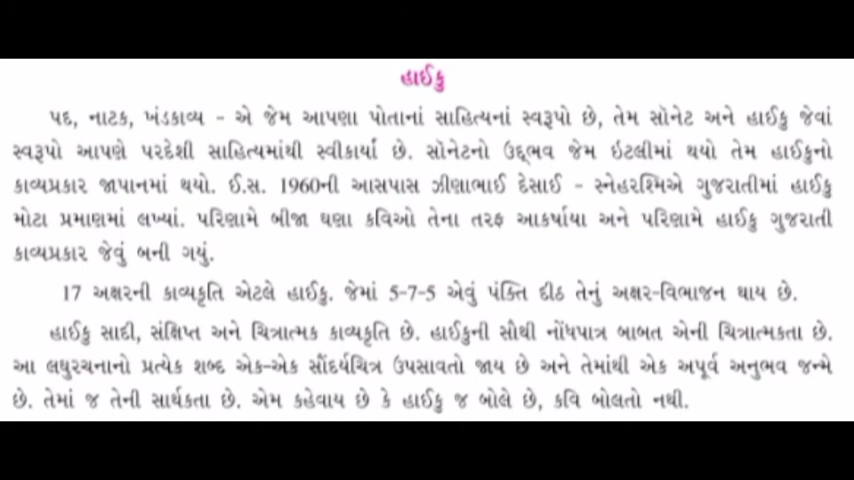 હાઈકુ
પદ, નાટક, ખંડકાવ્ય - એ જેમ આપણા પોતાનાં સાહિત્યનાં સ્વરૂપો છે, તેમ સૉનેટ અને હાઈકુ જેવાં
સ્વરૂપો આપણે પરદેશી સાહિત્યમાંથી સ્વીકાર્યાં છે. સૉનેટનો ઉદ્ભવ જેમ ઇટલીમાં થયો તેમ હાઈકુનો
કાવ્યપ્રકાર જાપાનમાં થયો. ઈ.સ. 1960ની આસપાસ ઝીણાભાઈ દેસાઈ - સ્નેહરશ્મિએ ગુજરાતીમાં હાઈકુ
મોટા પ્રમાણમાં લખ્યાં. પરિણામે બીજા ઘણા કવિઓ તેના તરફ આકર્ષાયા અને પરિણામે હાઈકુ ગુજરાતી
કાવ્યપ્રકાર જેવું બની ગયું.
17 અક્ષરની કાવ્યકૃતિ એટલે હાઈકુ. જેમાં 5-7-5 એવું પંક્તિ દીઠ તેનું અક્ષર-વિભાજન થાય છે.
હાઈકુ સાદી, સંક્ષિપ્ત અને ચિત્રાત્મક કાવ્યકૃતિ છે. હાઈકુની સૌથી નોંધપાત્ર બાબત એની ચિત્રાત્મકતા છે.
આ લઘુરચનાનો પ્રત્યેક શબ્દ એક-એક સૌંદર્યચિત્ર ઉપસાવતો જાય છે અને તેમાંથી એક અપૂર્વ અનુભવ જન્મે
છે. તેમાં જ તેની સાર્થકતા છે. એમ કહેવાય છે કે હાઈકુ જ બોલે છે, કવિ બોલતો નથી.